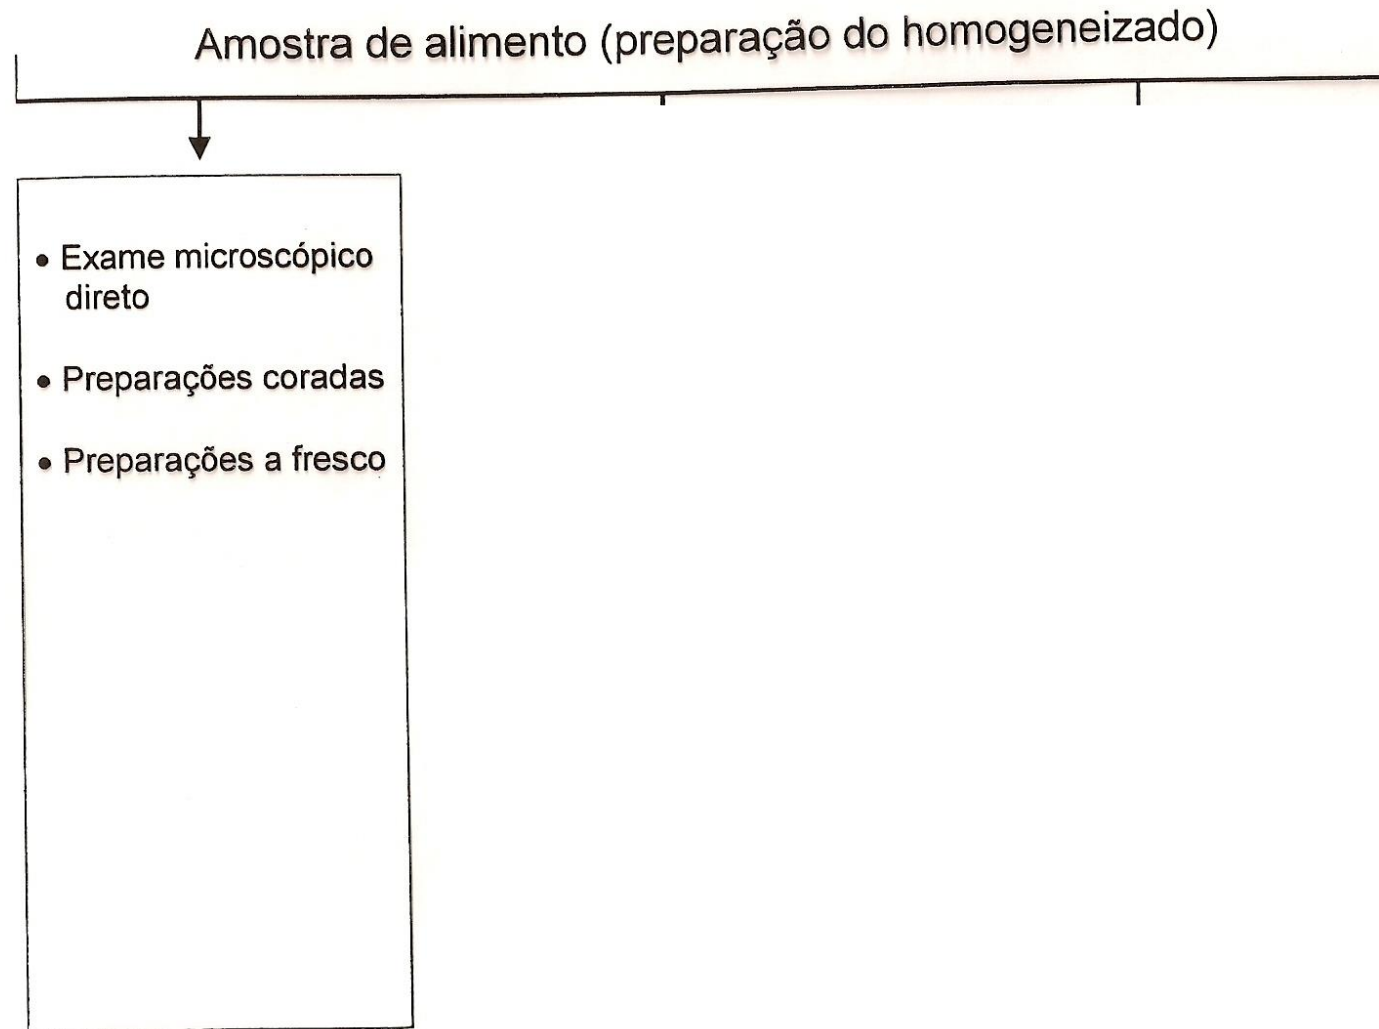 Amostra de alimento (preparação do homogeneizado)
• Exame microscópico
direto
• Preparações coradas
• Preparações a fresco